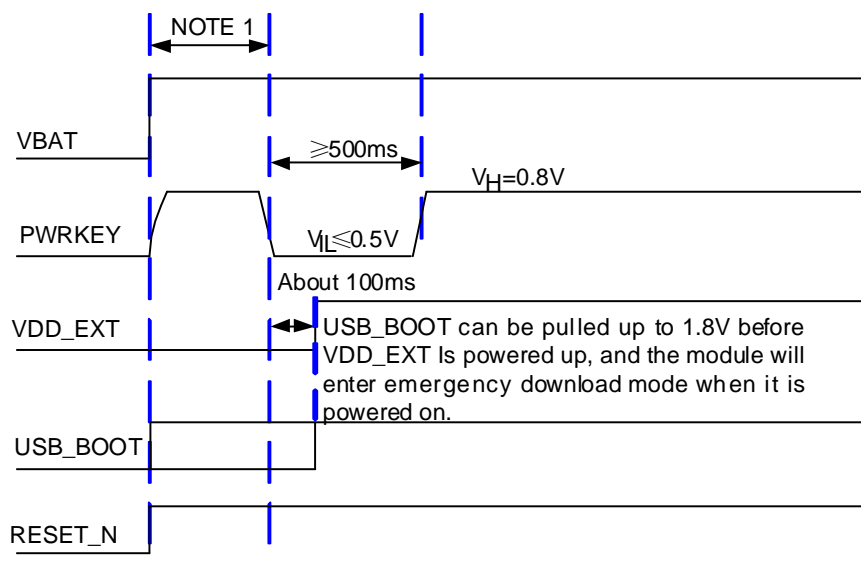 NOTE 1
VBAT
≥500ms
VH=0.8V
PWRKEY
VIL≤0.5V
About 100ms
VDD_EXT
USB_BOOT can be pulled up to 1.8V before
VDD_EXT Is powered up, and the module will
enter emergency download mode when it is
powered on.
USB_BOOT
RESET_N